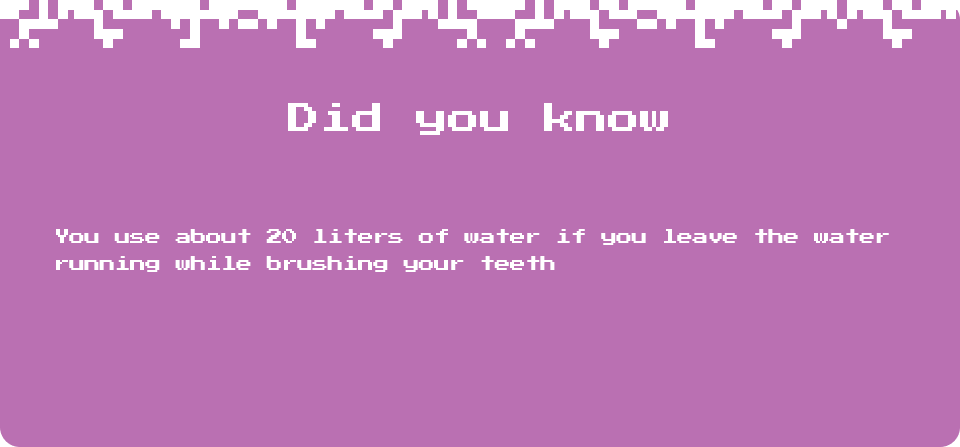 Did you know
You use about 20 liters of water if you leave the water
running while brushing your teeth